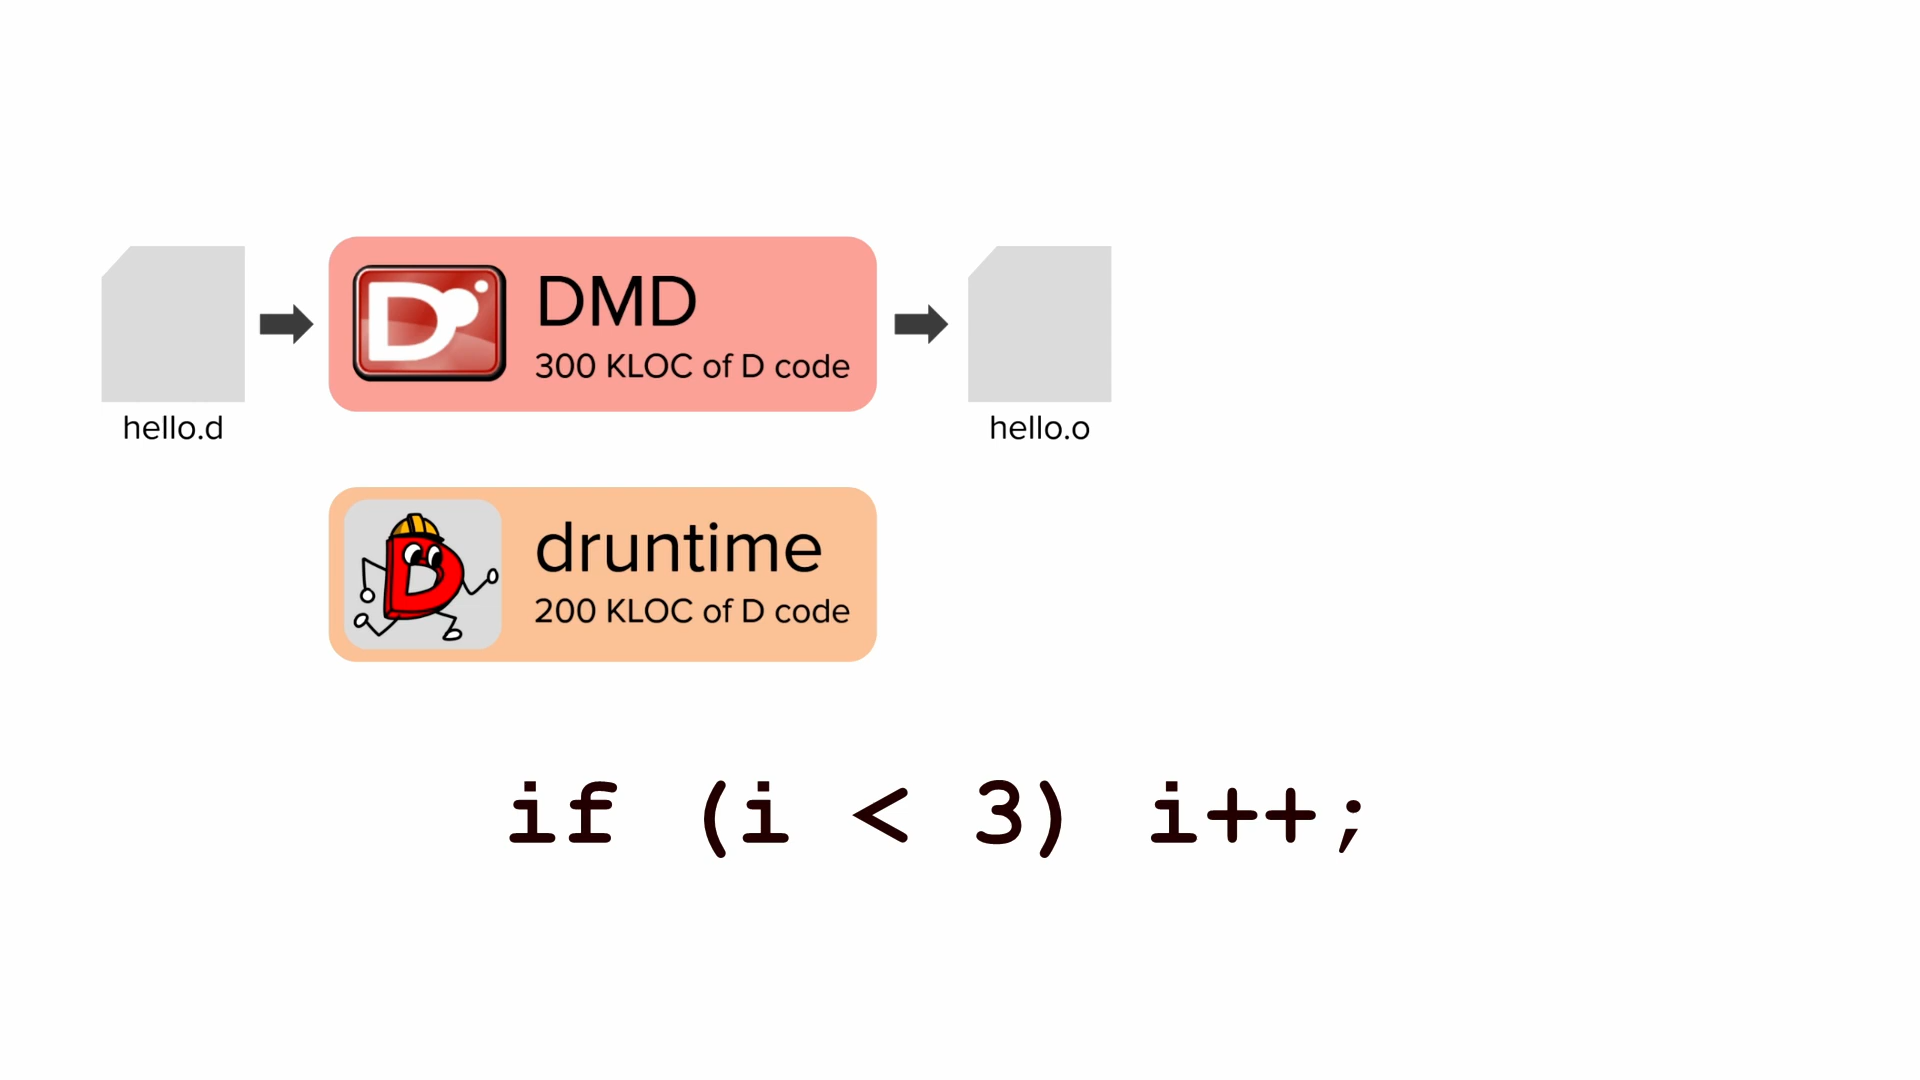 DMD
300 KLOC of D code
hello.d
hello.o
druntime
200 KLOC of D code
if (i < 3) i++;